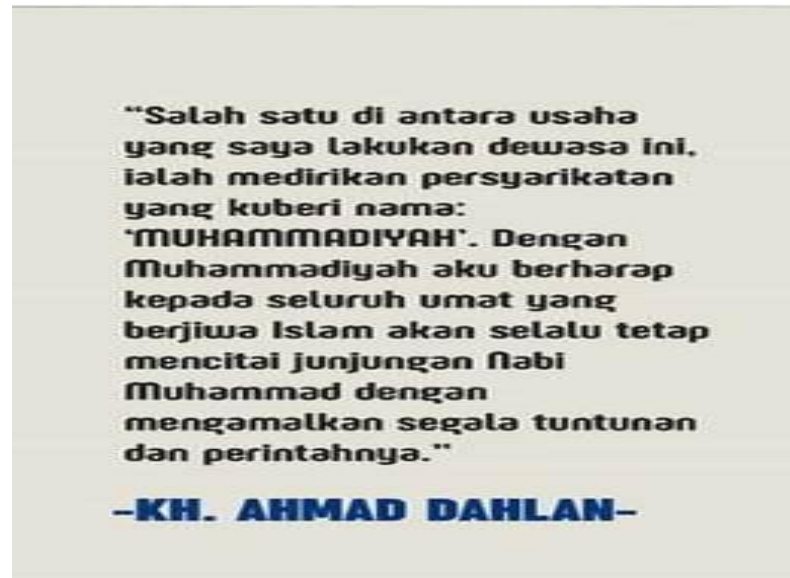 "Salah satu di antara usaha
yang saya lakukan dewasa ini,
ialah medirikan persyarikatan
yang kuberi nama:
'MUHAMMADIYAH'. Dengan
Muhammadiyah aku berharap
kepada seluruh umat yang
berjiwa Islam akan selalu tetap
mencitai junjungan Nabi
Muhammad dengan
mengamalkan segala tuntunan
dan perintahnya."
-KH. AHMAD DAHLAN-